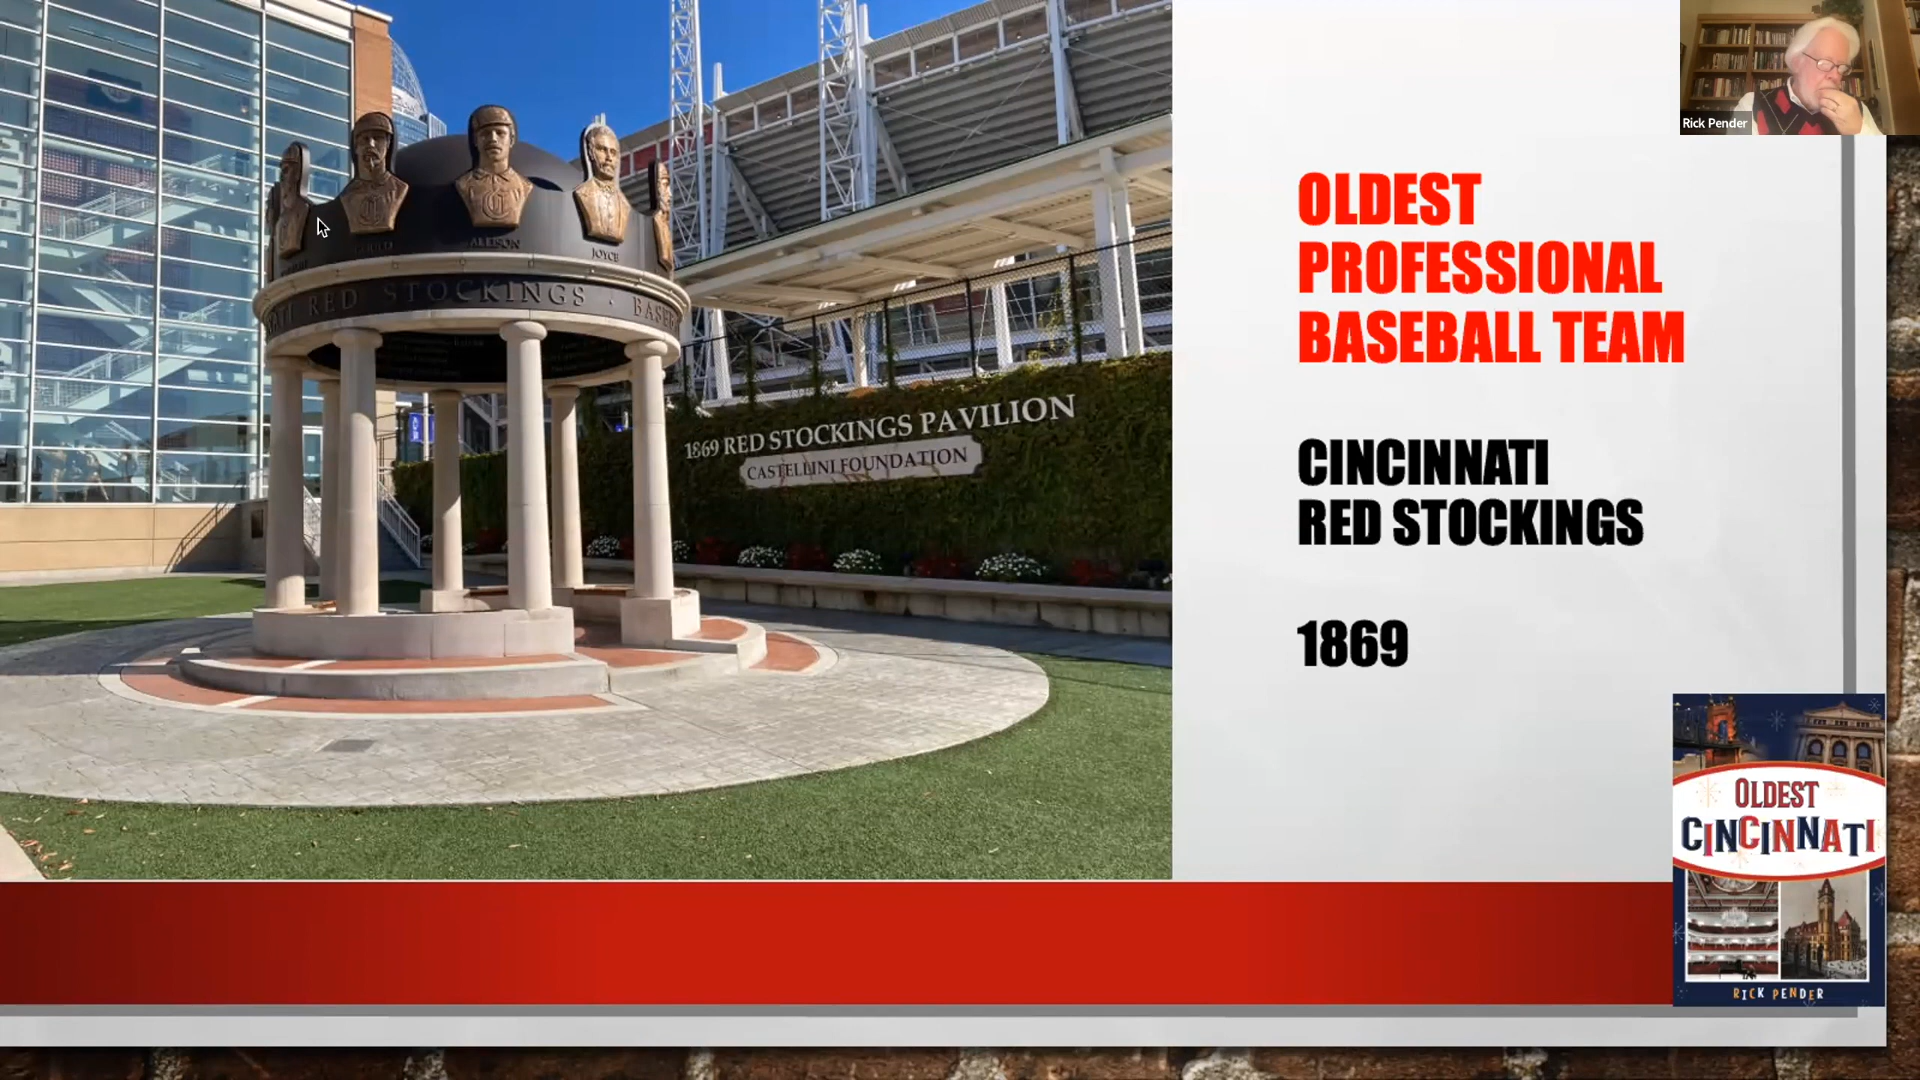 Rick Pender
OLDEST
PROFESSIONAL
BASEBALL TEAM
CINCINNATI
RED STOCKINGS
1869
ALLISON
JOYCE
RED STOCKINGS
1869 RED STOCKINGS PAVILION
CASTELLINI FOUNDATION
OLDEST
CINCINNATI
RICK PENDER